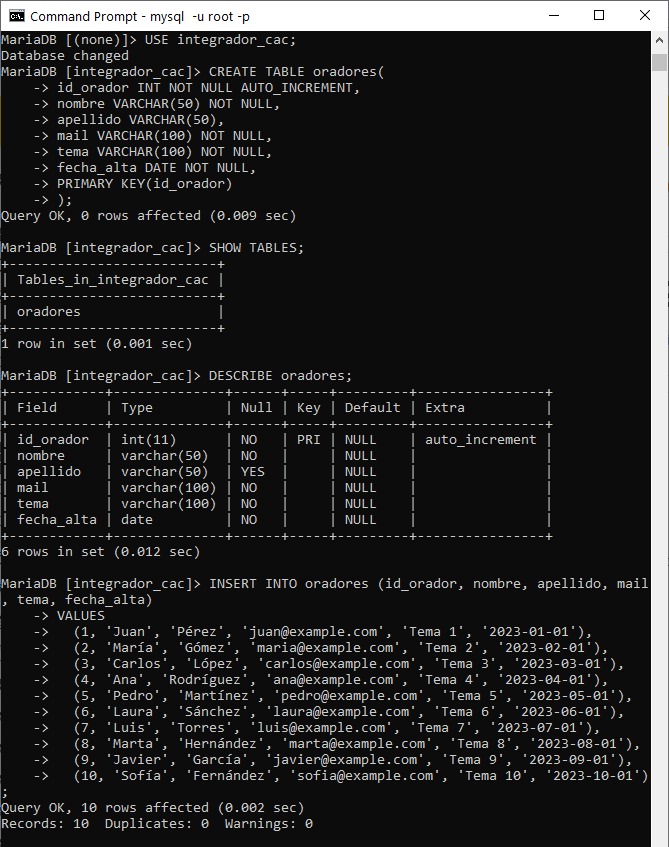 Command Prompt - mysql  -u root -p
MariaDB [(none)]> USE integrador_cac;
Database changed
MariaDB [integrador_cac]> CREATE TABLE oradores(
    -> id_orador INT NOT NULL AUTO_INCREMENT,
    -> nombre VARCHAR(50) NOT NULL,
    -> apellido VARCHAR(50),
    -> mail VARCHAR(100) NOT NULL,
    -> tema VARCHAR(100) NOT NULL,
    -> fecha_alta DATE NOT NULL,
    -> PRIMARY KEY(id_orador)
    -> );
Query OK, 0 rows affected (0.009 sec)

MariaDB [integrador_cac]> SHOW TABLES;
+--------------------------+
| Tables_in_integrador_cac |
+--------------------------+
| oradores                 |
+--------------------------+
1 row in set (0.001 sec)

MariaDB [integrador_cac]> DESCRIBE oradores;
+------------+--------------+------+-----+---------+----------------+
| Field      | Type         | Null | Key | Default | Extra          |
+------------+--------------+------+-----+---------+----------------+
| id_orador  | int(11)      | NO   | PRI | NULL    | auto_increment |
| nombre     | varchar(50)  | NO   |     | NULL    |                |
| apellido   | varchar(50)  | YES  |     | NULL    |                |
| mail       | varchar(100) | NO   |     | NULL    |                |
| tema       | varchar(100) | NO   |     | NULL    |                |
| fecha_alta | date         | NO   |     | NULL    |                |
+------------+--------------+------+-----+---------+----------------+
6 rows in set (0.012 sec)

MariaDB [integrador_cac]> INSERT INTO oradores (id_orador, nombre, apellido, mail
, tema, fecha_alta)
    -> VALUES
    ->   (1, 'Juan', 'Pérez', 'juan@example.com', 'Tema 1', '2023-01-01'),
    ->   (2, 'María', 'Gómez', 'maria@example.com', 'Tema 2', '2023-02-01'),
    ->   (3, 'Carlos', 'López', 'carlos@example.com', 'Tema 3', '2023-03-01'),
    ->   (4, 'Ana', 'Rodríguez', 'ana@example.com', 'Tema 4', '2023-04-01'),
    ->   (5, 'Pedro', 'Martínez', 'pedro@example.com', 'Tema 5', '2023-05-01'),
    ->   (6, 'Laura', 'Sánchez', 'laura@example.com', 'Tema 6', '2023-06-01'),
    ->   (7, 'Luis', 'Torres', 'luis@example.com', 'Tema 7', '2023-07-01'),
    ->   (8, 'Marta', 'Hernández', 'marta@example.com', 'Tema 8', '2023-08-01'),
    ->   (9, 'Javier', 'García', 'javier@example.com', 'Tema 9', '2023-09-01'),
    ->   (10, 'Sofía', 'Fernández', 'sofia@example.com', 'Tema 10', '2023-10-01')
;
Query OK, 10 rows affected (0.002 sec)
Records: 10  Duplicates: 0  Warnings: 0